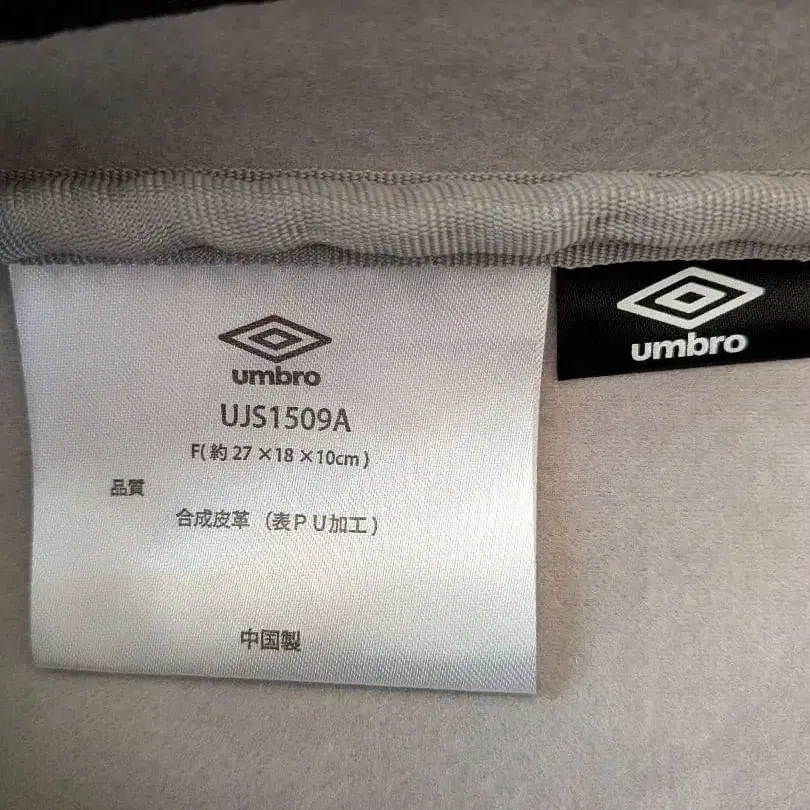 umbro
UJS1509A
F(約 27 ×18 ×10cm)
品質
合成皮革 (表PU加工)
中国製
umbro